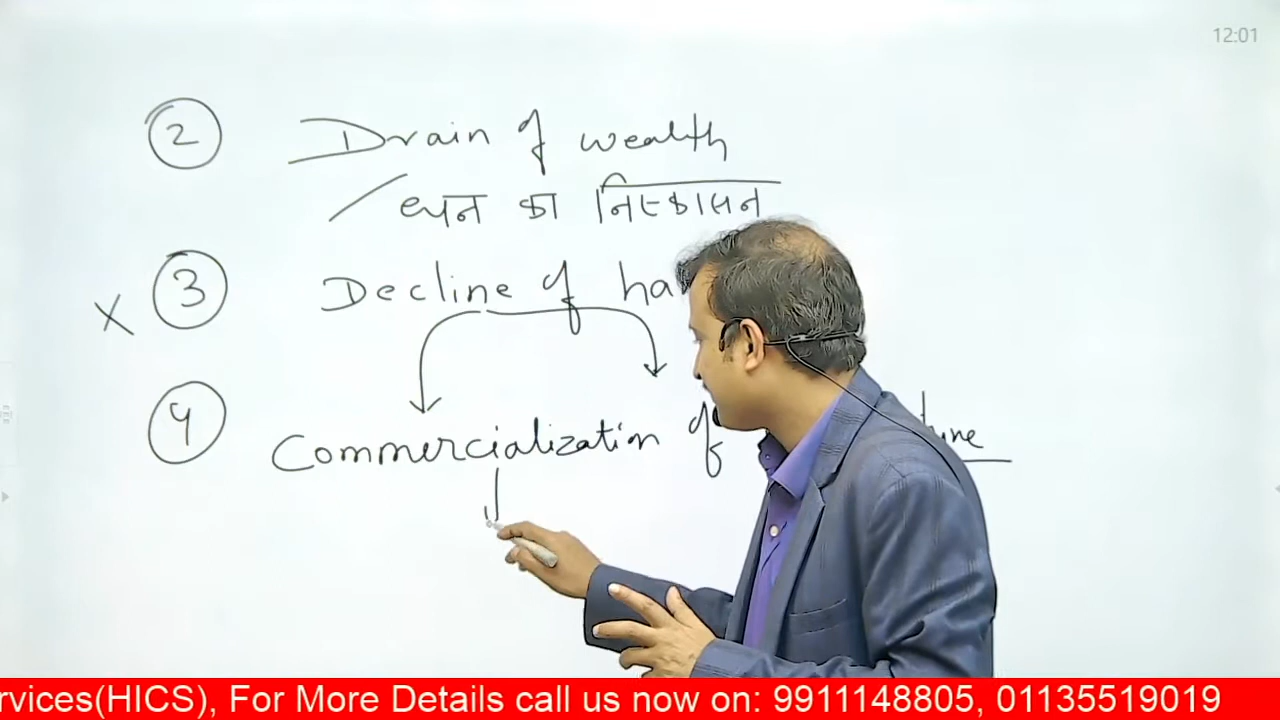 12:01
② Drain of wealth
/ धन का निष्कासन
X ③ Decline of
④ Commercialization of
rvices(HICS), For More Details call us now on: 9911148805, 01135519019